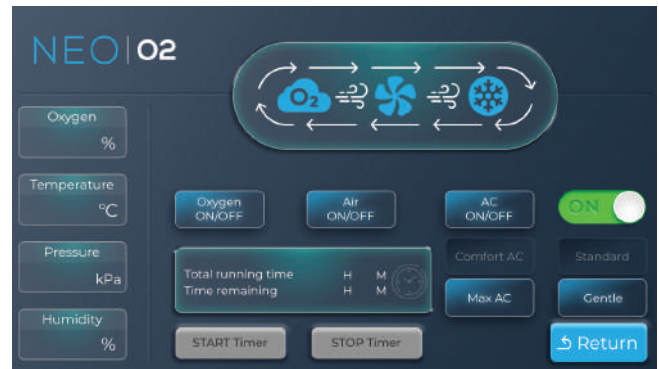 NEO|O2
O2
Oxygen
%
Temperature
°C
Pressure
kPa
Humidity
%
Oxygen
ON/OFF
Air
ON/OFF
AC
ON/OFF
ON
Total running time H M
Time remaining H M
Comfort AC
Standard
Max AC
Gentle
START Timer
STOP Timer
Return